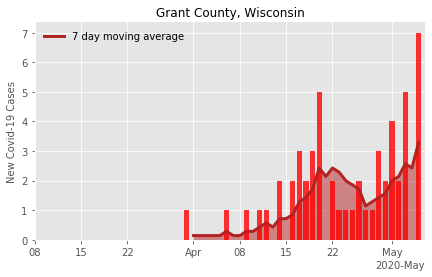 Grant County, Wisconsin
7 day moving average
New Covid-19 Cases
7
6
5
4
3
2
1
0
08 15 22 Apr 08 15 22 May
2020-May